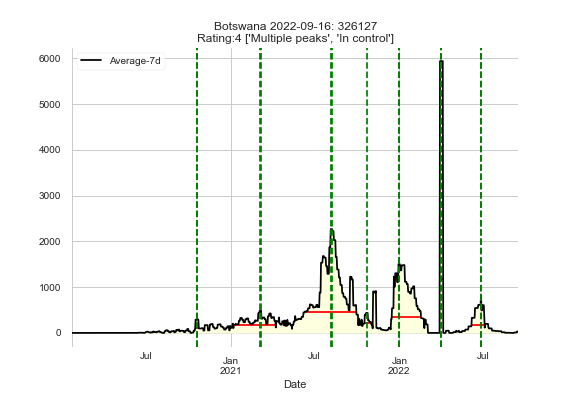 Botswana 2022-09-16: 326127
Rating:4 ['Multiple peaks', 'In control']
Average-7d
6000
5000
4000
3000
2000
1000
0
Jul
Jan
2021
Jul
Jan
2022
Jul
Date